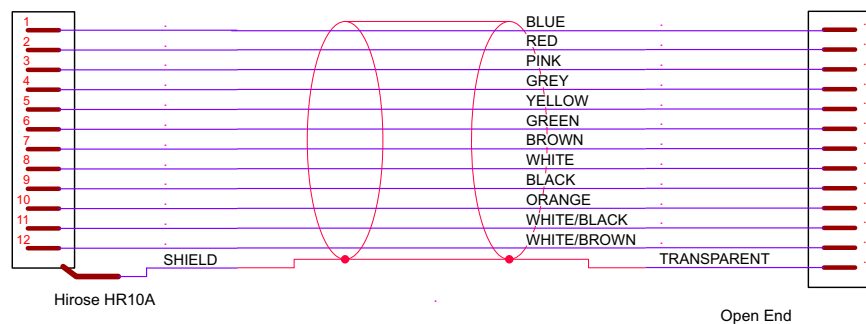 1 BLUE
2 RED
3 PINK
4 GREY
5 YELLOW
6 GREEN
7 BROWN
8 WHITE
9 BLACK
10 ORANGE
11 WHITE/BLACK
12 WHITE/BROWN
SHIELD TRANSPARENT
Hirose HR10A
Open End